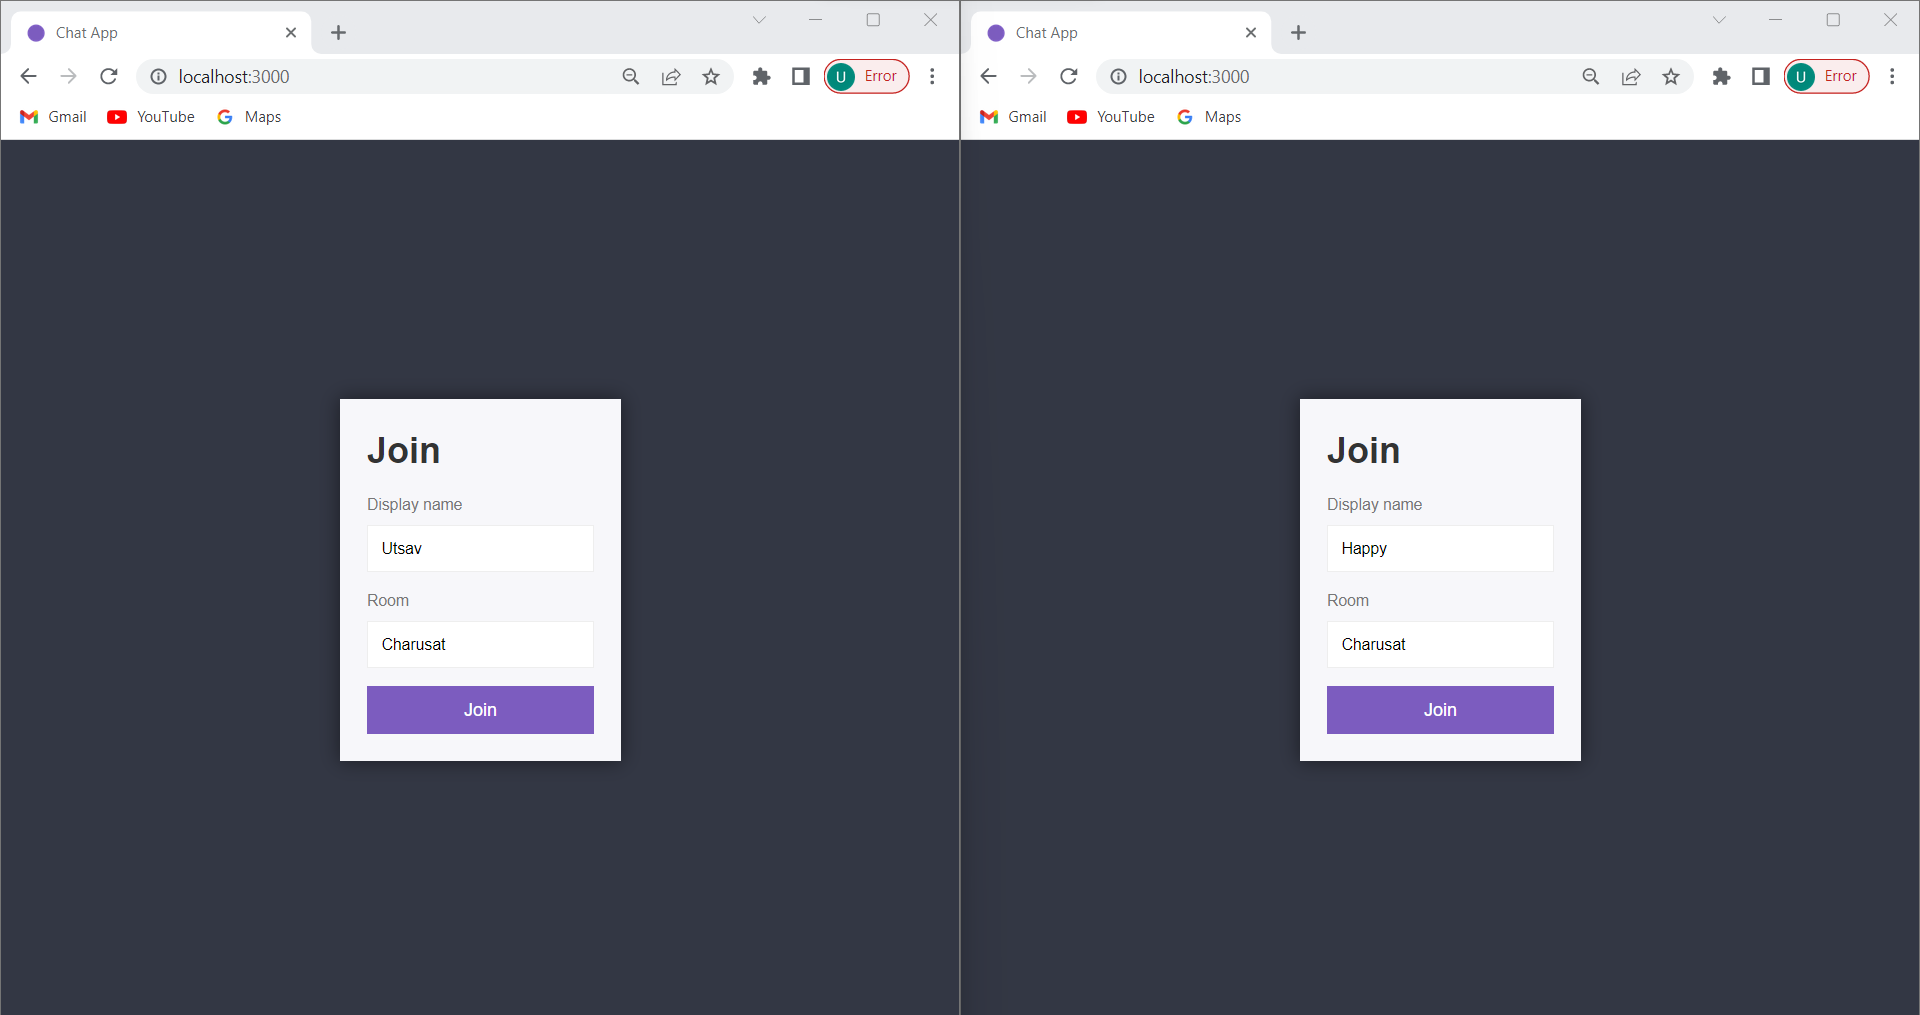 Chat App
localhost:3000
U Error
Gmail YouTube Maps
Join
Display name
Utsav
Room
Charusat
Join
Chat App
localhost:3000
U Error
Gmail YouTube Maps
Join
Display name
Happy
Room
Charusat
Join